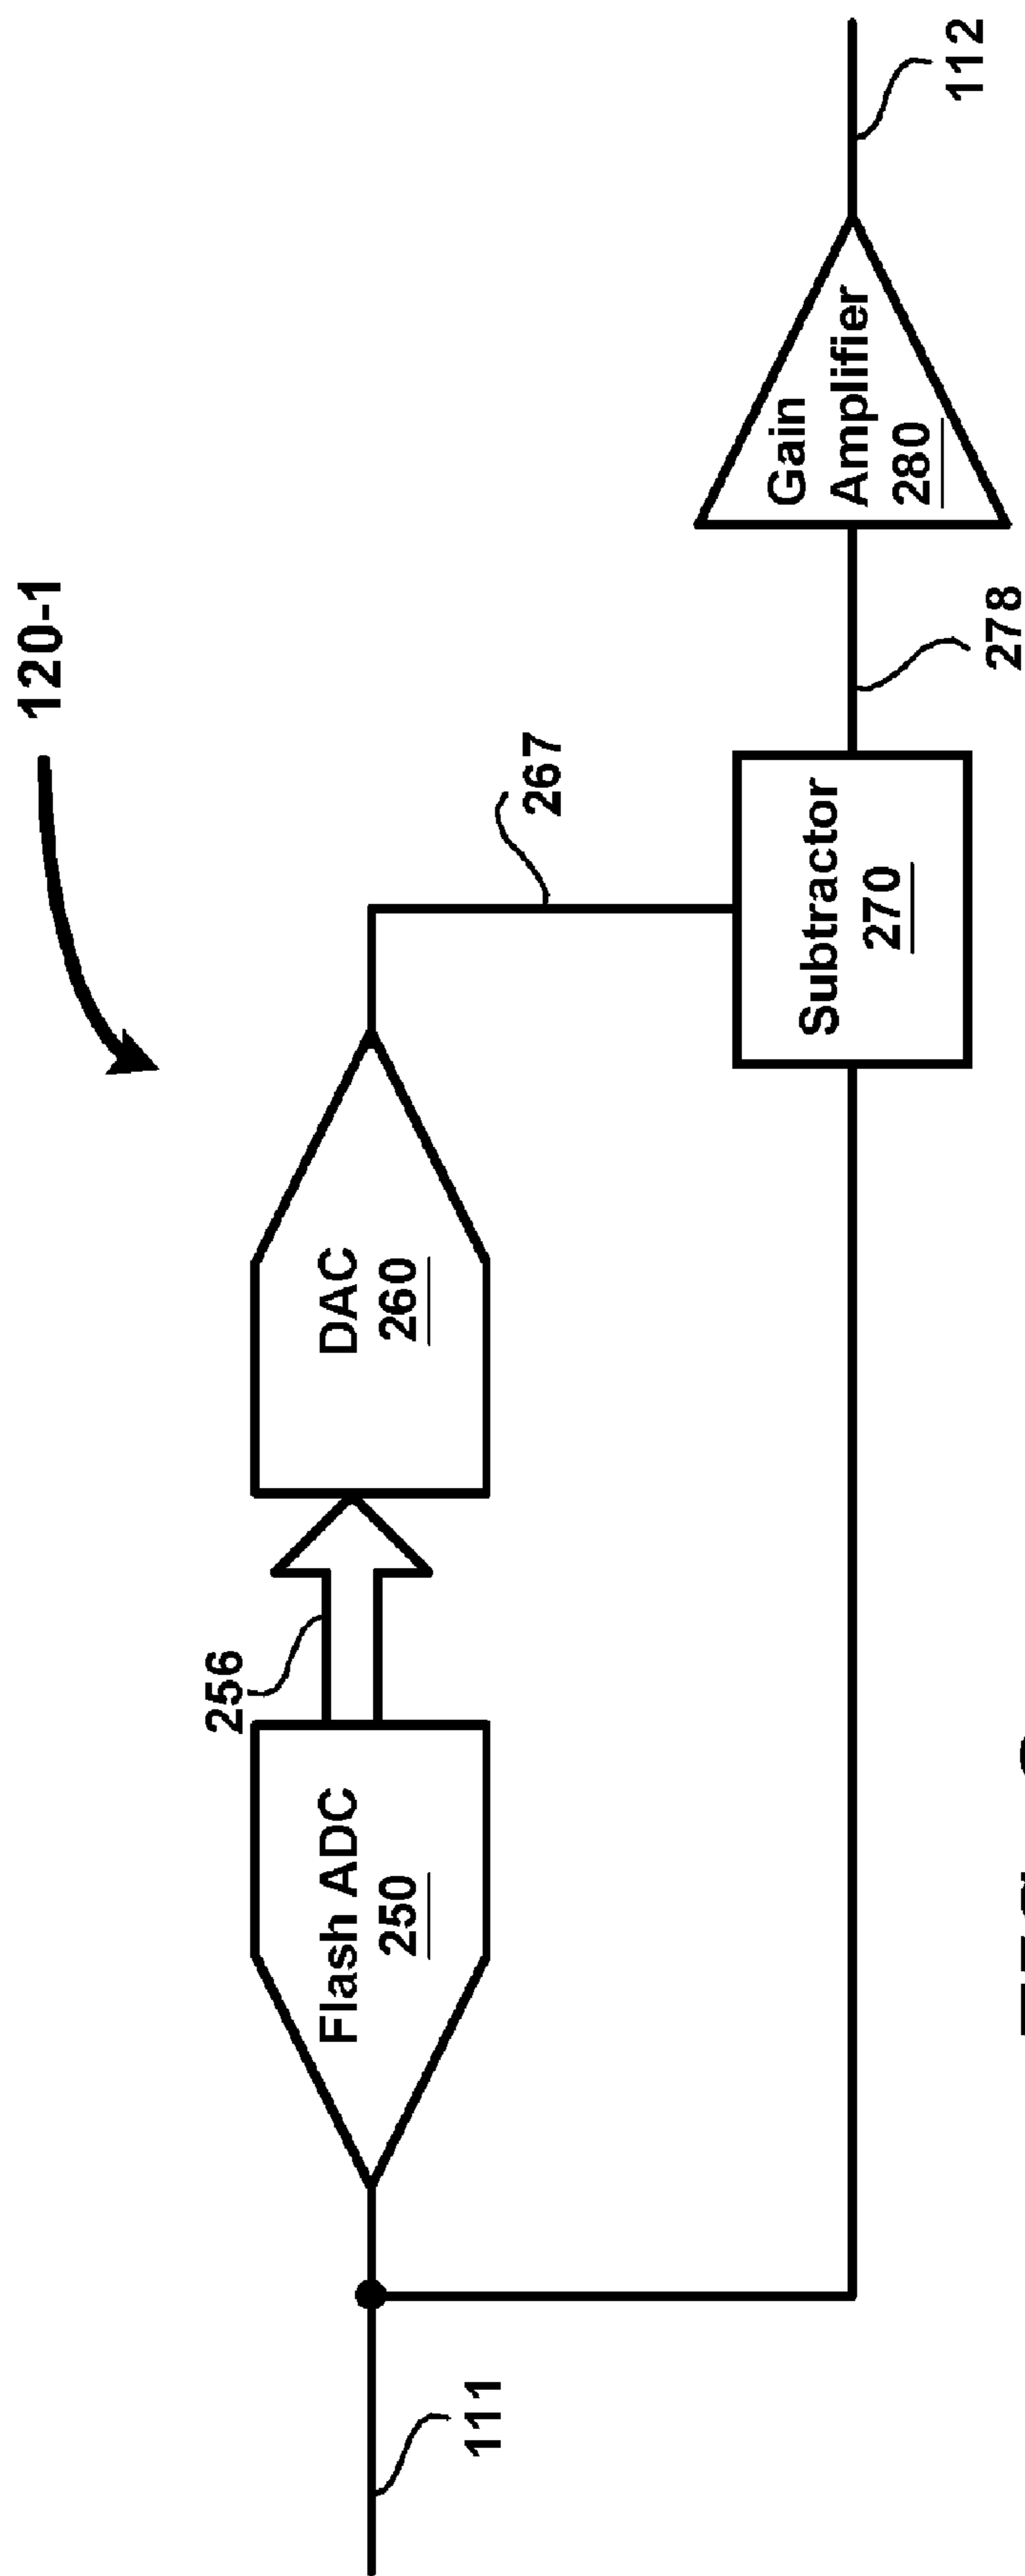 120-1
256
Flash ADC
250
DAC
260
267
111
Subtractor
270
278
Gain
Amplifier
280
112